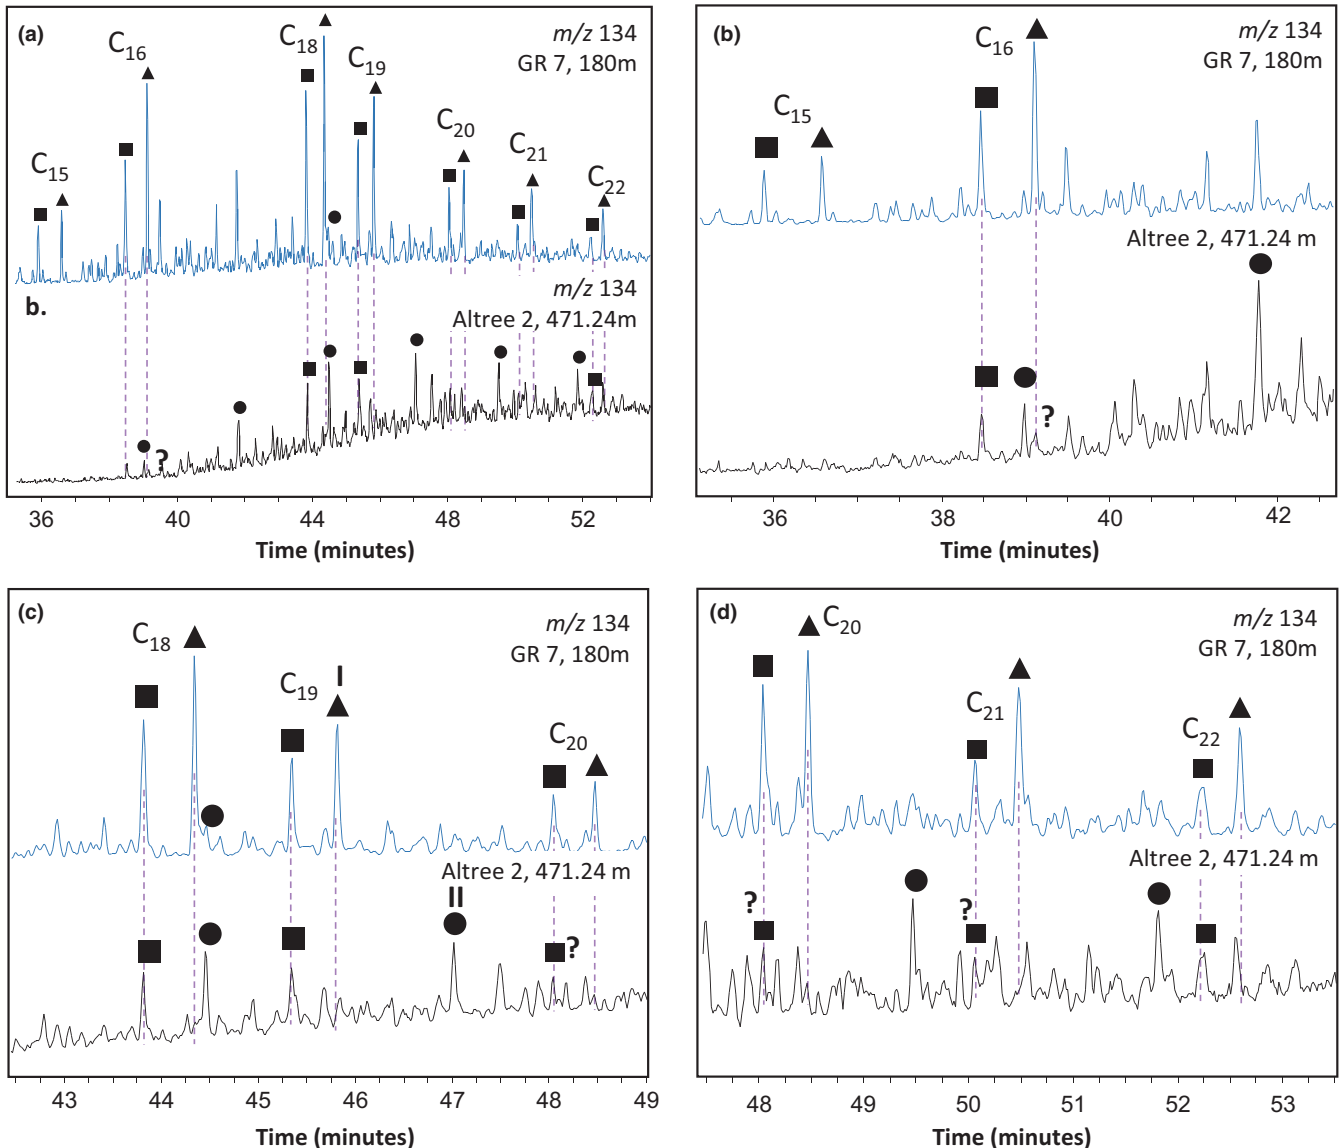 (a)
m/z 134
GR 7, 180m
C15
C16
C18
C19
C20
C21
C22
b.
m/z 134
Altree 2, 471.24m
?
36 40 44 48 52
Time (minutes)
(b)
m/z 134
GR 7, 180m
C15
C16
Altree 2, 471.24 m
?
36 38 40 42
Time (minutes)
(c)
m/z 134
GR 7, 180m
C18
C19
I
C20
Altree 2, 471.24 m
II
?
43 44 45 46 47 48 49
Time (minutes)
(d)
m/z 134
GR 7, 180m
C20
C21
C22
Altree 2, 471.24 m
? ?
48 49 50 51 52 53
Time (minutes)